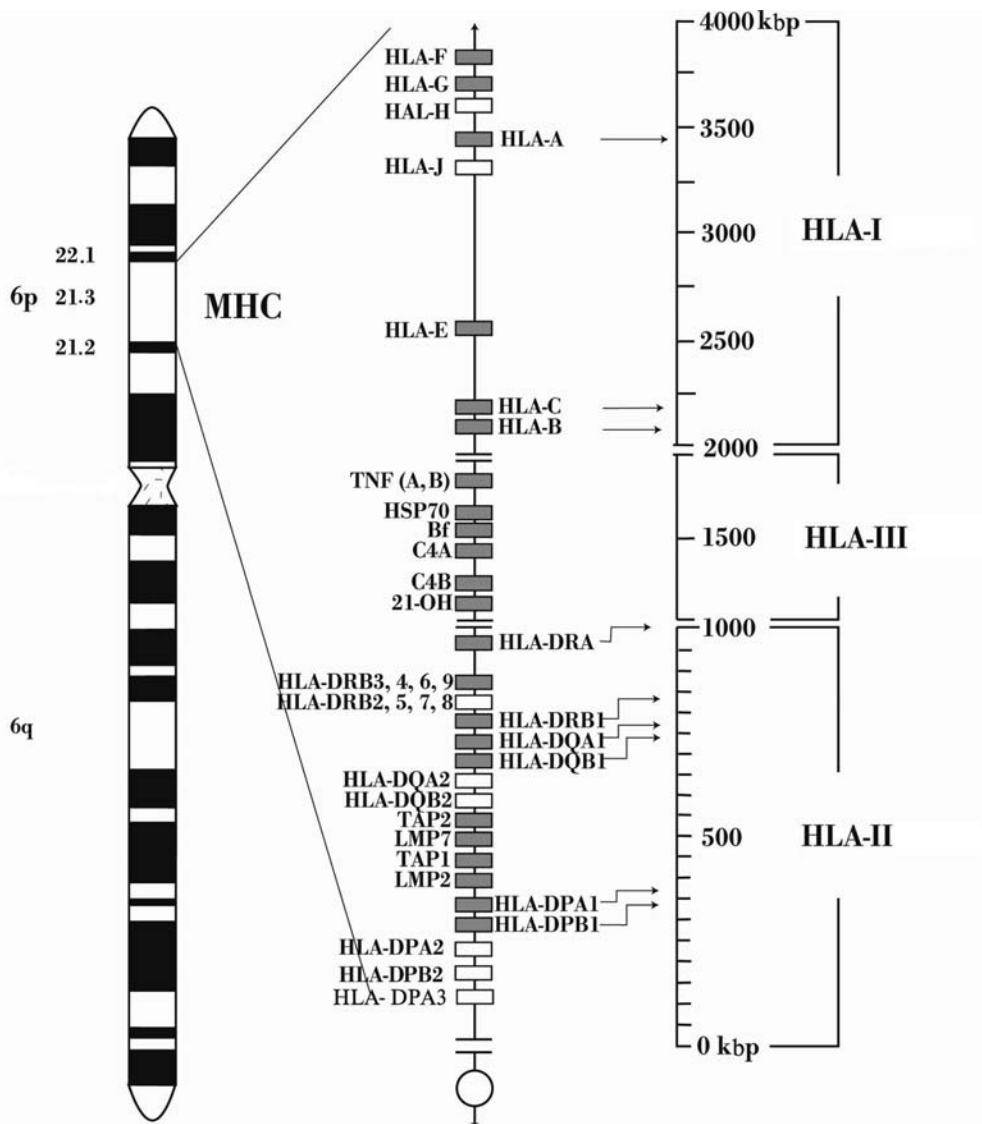 22.1
6p
21.3
21.2
6q
MHC
HLA-F
HLA-G
HAL-H
HLA-A
HLA-J
HLA-E
HLA-C
HLA-B
TNF (A, B)
HSP70
Bf
C4A
C4B
21-OH
HLA-DRA
HLA-DRB3, 4, 6, 9
HLA-DRB2, 5, 7, 8
HLA-DRB1
HLA-DQA1
HLA-DQB1
HLA-DQA2
HLA-DQB2
TAP2
LMP7
TAP1
LMP2
HLA-DPA1
HLA-DPB1
HLA-DPA2
HLA-DPB2
HLA- DPA3
4000 kbp
3500
3000
2500
2000
1500
1000
500
0 kbp
HLA-I
HLA-III
HLA-II